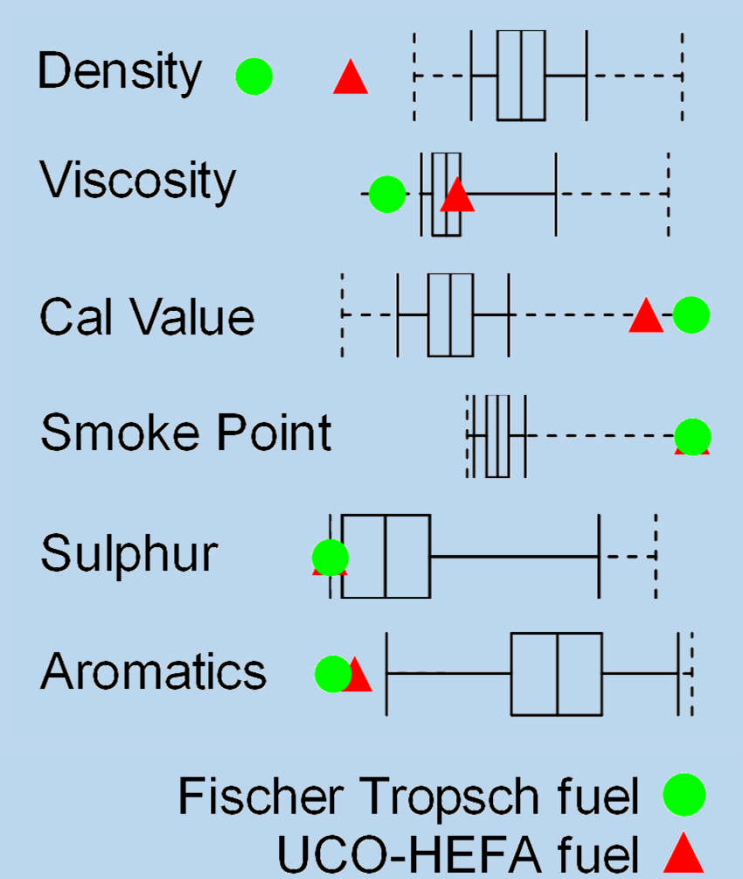 Density
Viscosity
Cal Value
Smoke Point
Sulphur
Aromatics
Fischer Tropsch fuel
UCO-HEFA fuel